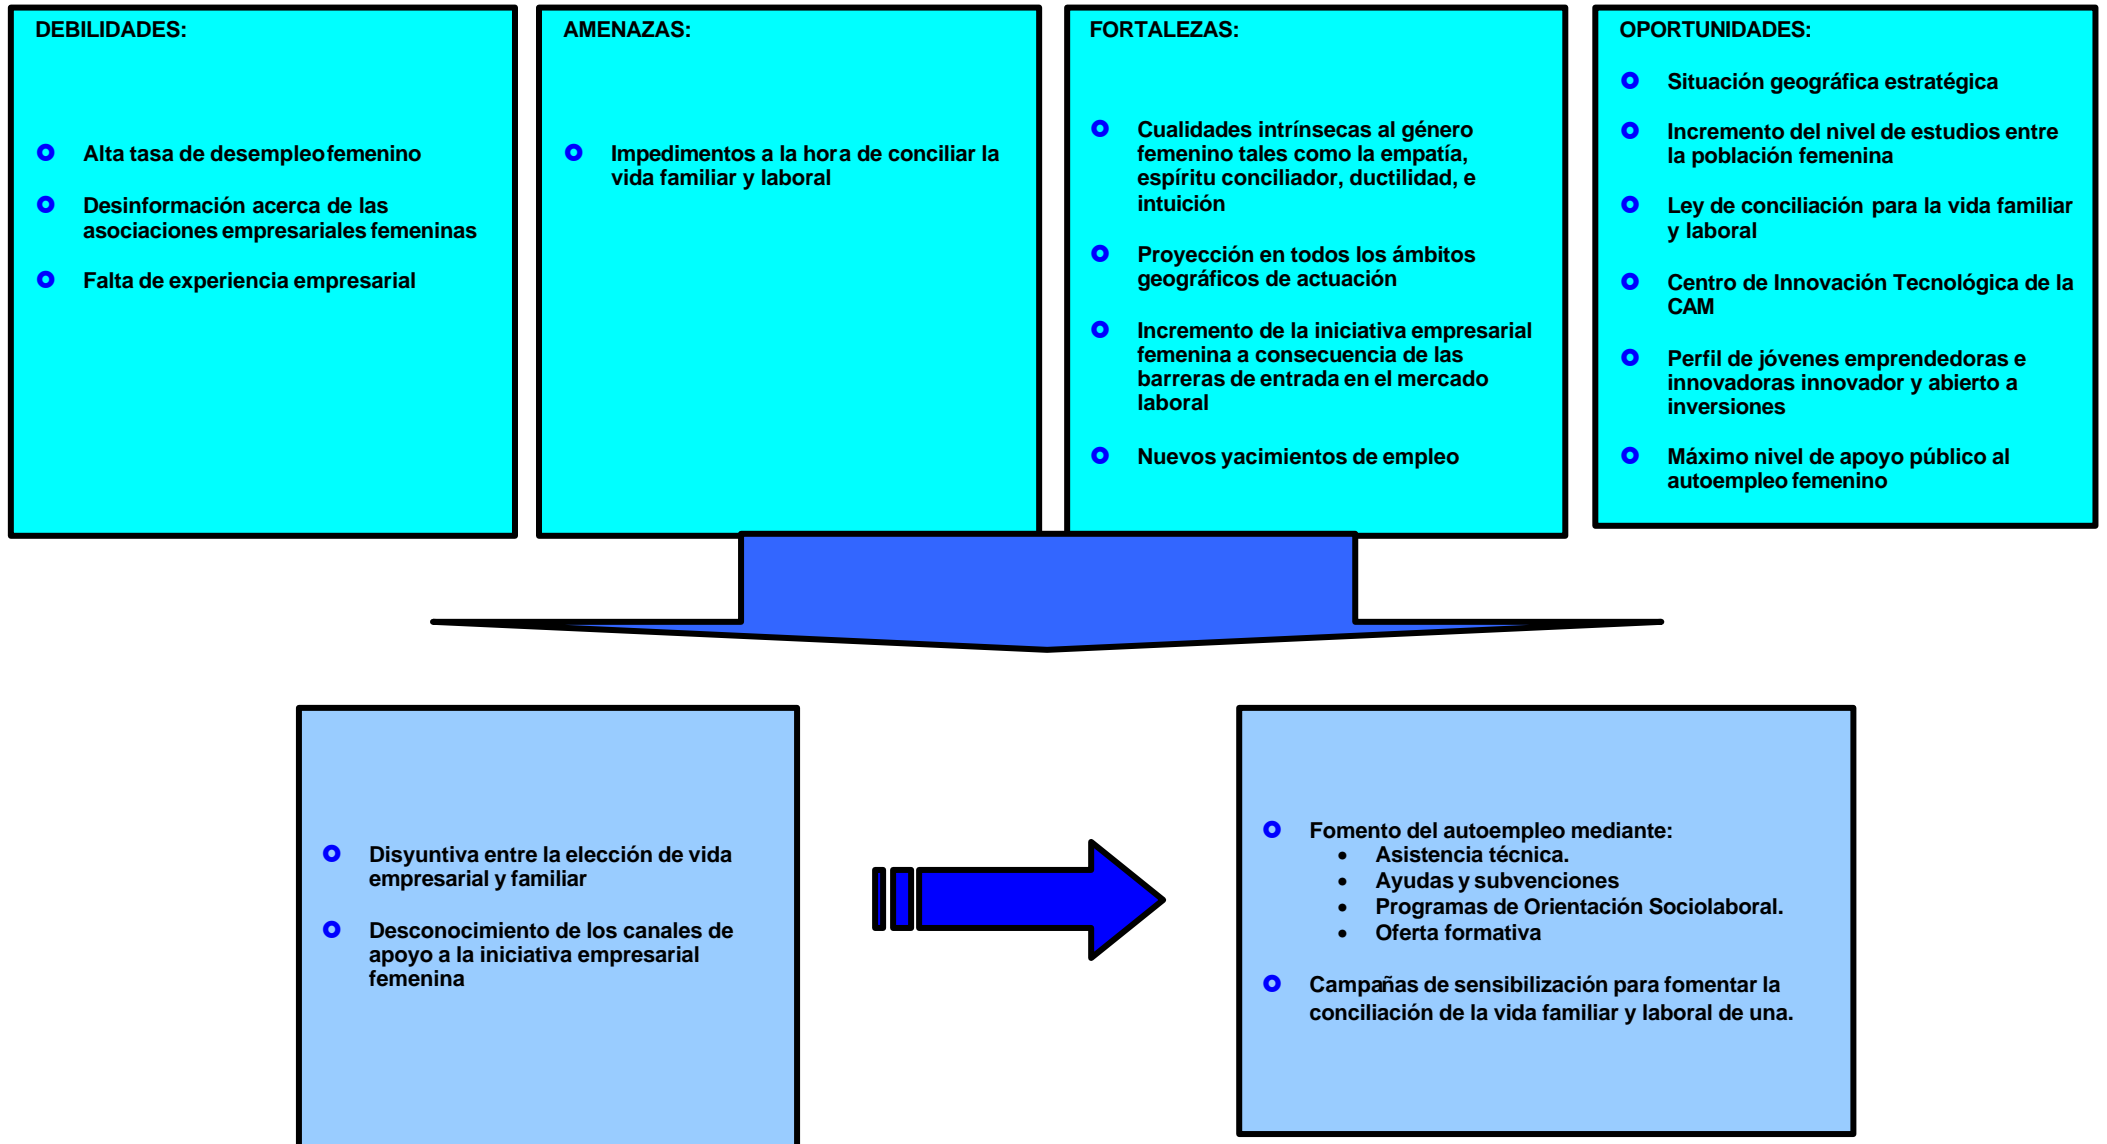 DEBILIDADES:
Alta tasa de desempleo femenino
Desinformación acerca de las
asociaciones empresariales femeninas
Falta de experiencia empresarial
AMENAZAS:
Impedimentos a la hora de conciliar la
vida familiar y laboral
FORTALEZAS:
Cualidades intrínsecas al género
femenino tales como la empatía,
espíritu conciliador, ductilidad, e
intuición
Proyección en todos los ámbitos
geográficos de actuación
Incremento de la iniciativa empresarial
femenina a consecuencia de las
barreras de entrada en el mercado
laboral
Nuevos yacimientos de empleo
OPORTUNIDADES:
Situación geográfica estratégica
Incremento del nivel de estudios entre
la población femenina
Ley de conciliación para la vida familiar
y laboral
Centro de Innovación Tecnológica de la
CAM
Perfil de jóvenes emprendedoras e
innovadoras innovador y abierto a
inversiones
Máximo nivel de apoyo público al
autoempleo femenino
Disyuntiva entre la elección de vida
empresarial y familiar
Desconocimiento de los canales de
apoyo a la iniciativa empresarial
femenina
Fomento del autoempleo mediante:
• Asistencia técnica.
• Ayudas y subvenciones
• Programas de Orientación Sociolaboral.
• Oferta formativa
Campañas de sensibilización para fomentar la
conciliación de la vida familiar y laboral de una.